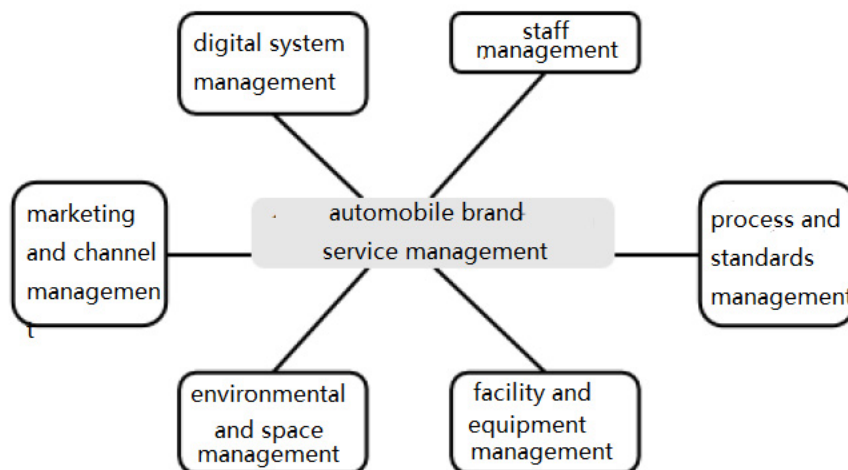 digital system
management
staff
management
marketing
and channel
managemen
t
automobile brand
service management
process and
standards
management
environmental
and space
management
facility and
equipment
management